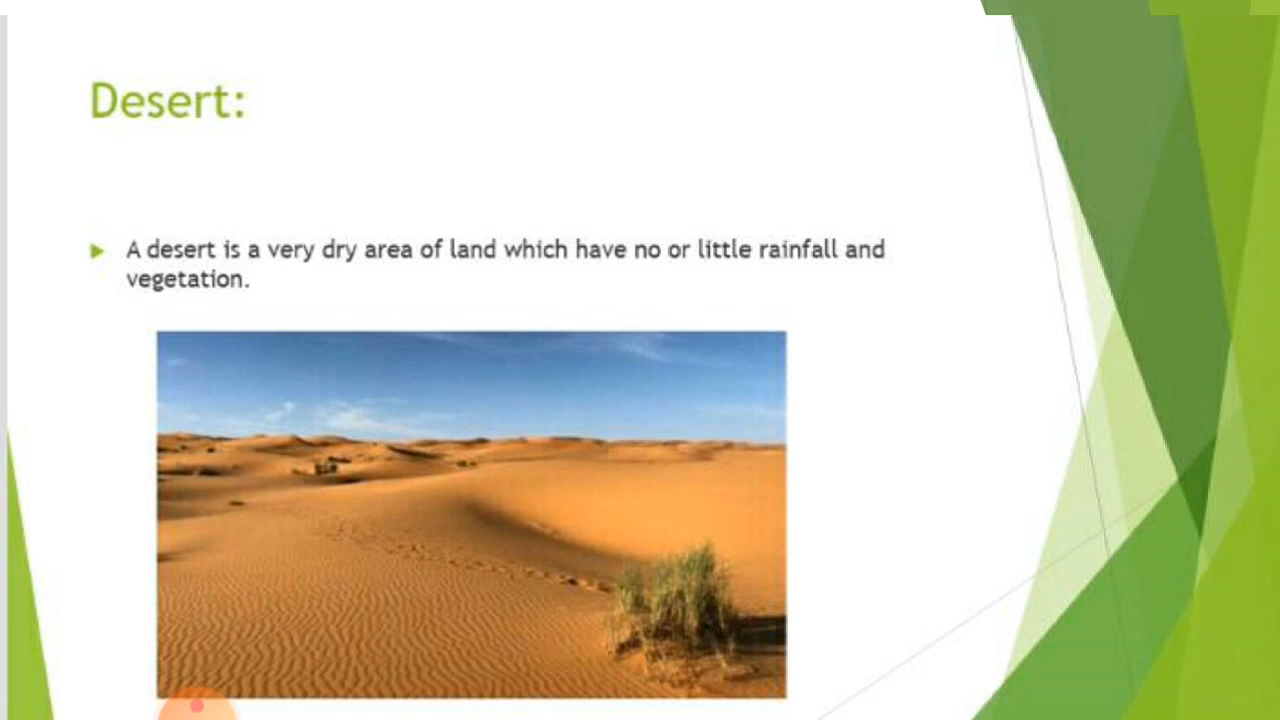 Desert:
A desert is a very dry area of land which have no or little rainfall and
vegetation.